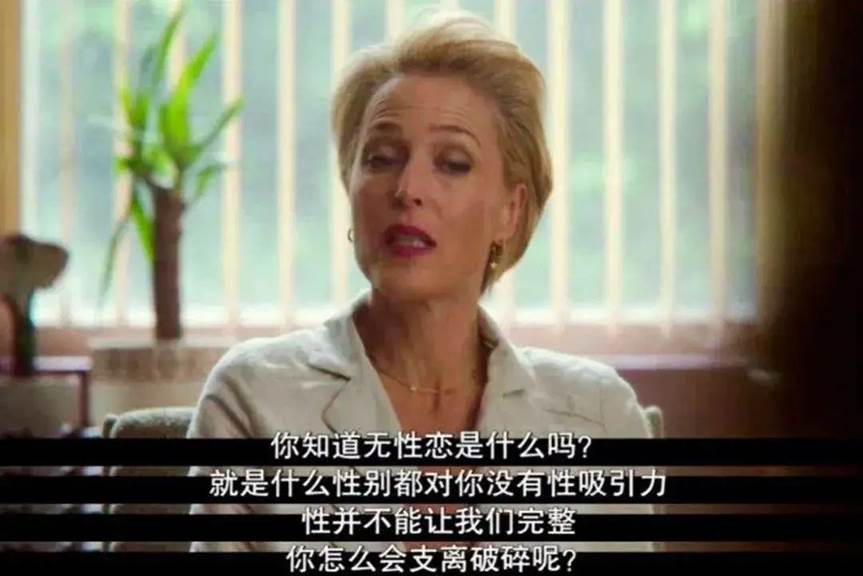 你知道无性恋是什么吗?
就是什么性别都对你没有性吸引力
性并不能让我们完整
你怎么会支离破碎呢?